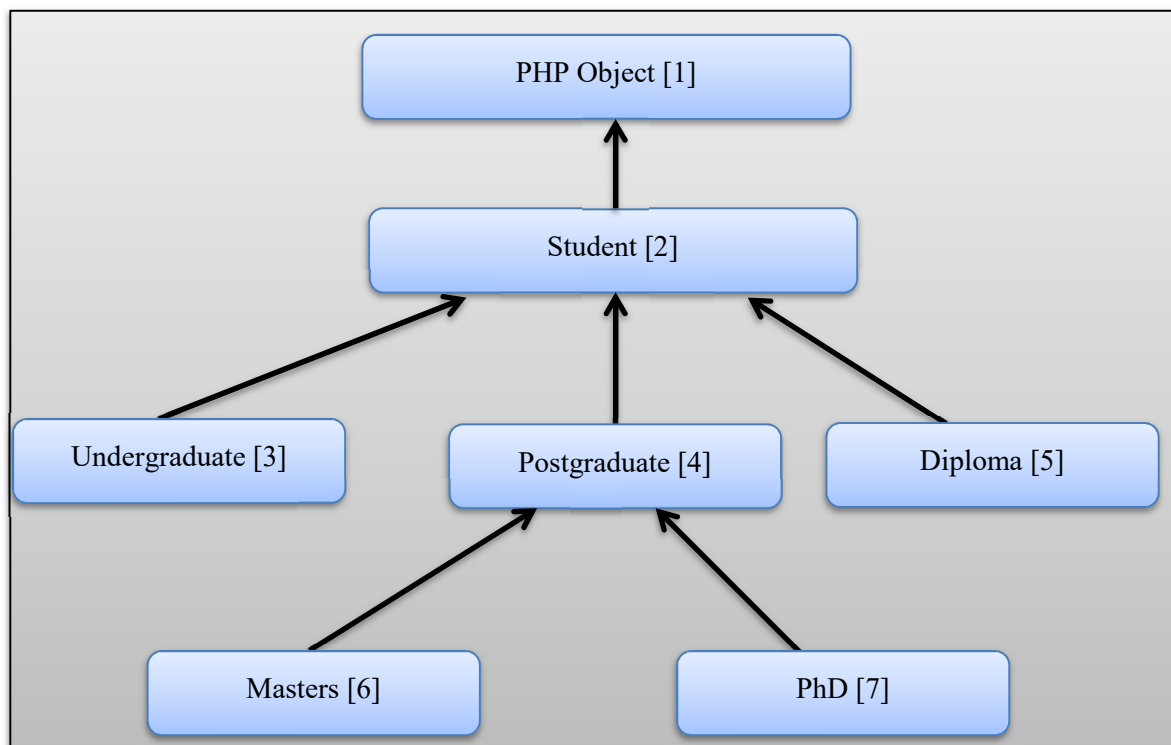 PHP Object [1]
Student [2]
Undergraduate [3]
Postgraduate [4]
Diploma [5]
Masters [6]
PhD [7]